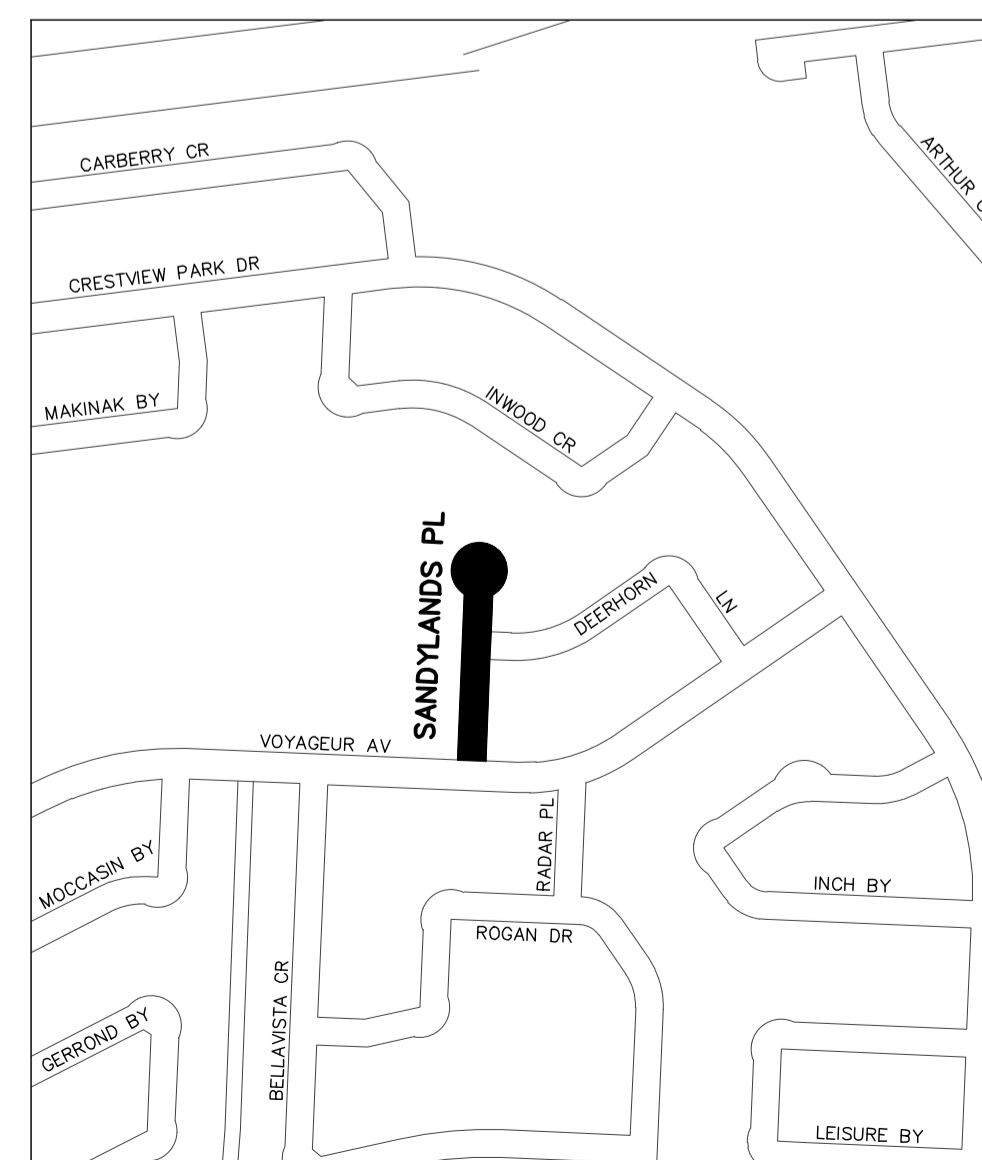 CARBERRY CR
ARTHUR
CRESTVIEW PARK DR
MAKINAK BY
INWOOD CR
SANDYLANDS PL
DEERHORN LN
VOYAGEUR AV
MOCCASIN BY
RADAR PL
INCH BY
ROGAN DR
BELLAVISTA CR
GERROND BY
LEISURE BY